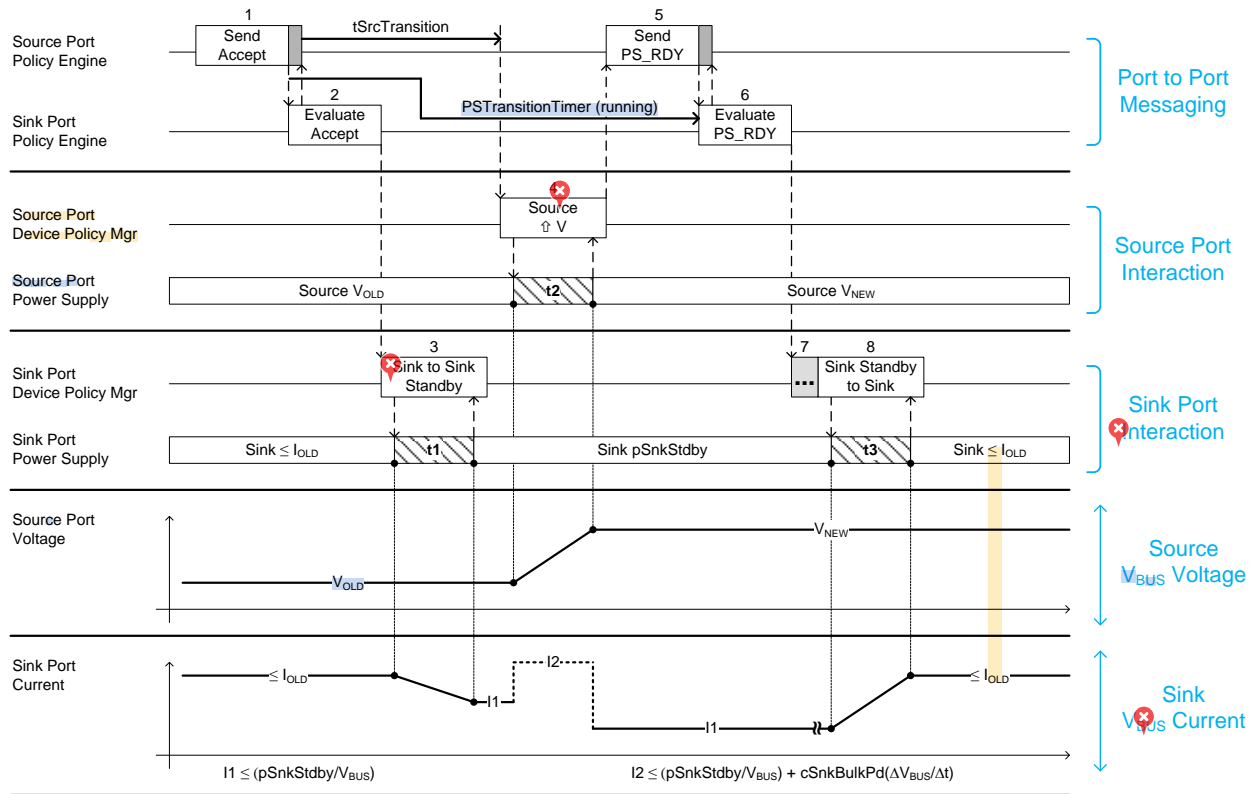 1
5
Source Port
Policy Engine
Send
Accept
tSrcTransition
Send
PS_RDY
Port to Port
Messaging
2
PSTransitionTimer (running)
6
Sink Port
Policy Engine
Evaluate
Accept
Evaluate
PS_RDY
Source Port
Device Policy Mgr
Source
⇧ V
Source Port
Interaction
Source Port
Power Supply
Source VOLD
t2
Source VNEW
3
7
8
Sink Port
Device Policy Mgr
Sink to Sink
Standby
...
Sink Standby
to Sink
Sink Port
Interaction
Sink Port
Power Supply
Sink ≤ IOLD
t1
Sink pSnkStdby
t3
Sink ≤ IOLD
Source Port
Voltage
VOLD
VNEW
Source
VBUS Voltage
Sink Port
Current
≤ IOLD
I1
I2
I1
≤ IOLD
Sink
VBUS Current
I1 ≤ (pSnkStdby/VBUS)
I2 ≤ (pSnkStdby/VBUS) + cSnkBulkPd(ΔVBUS/Δt)